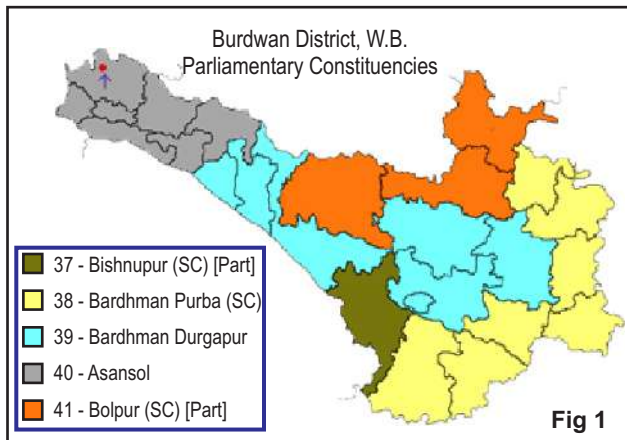 Burdwan District, W.B.
Parliamentary Constituencies
37 - Bishnupur (SC) [Part]
38 - Bardhman Purba (SC)
39 - Bardhman Durgapur
40 - Asansol
41 - Bolpur (SC) [Part]
Fig 1